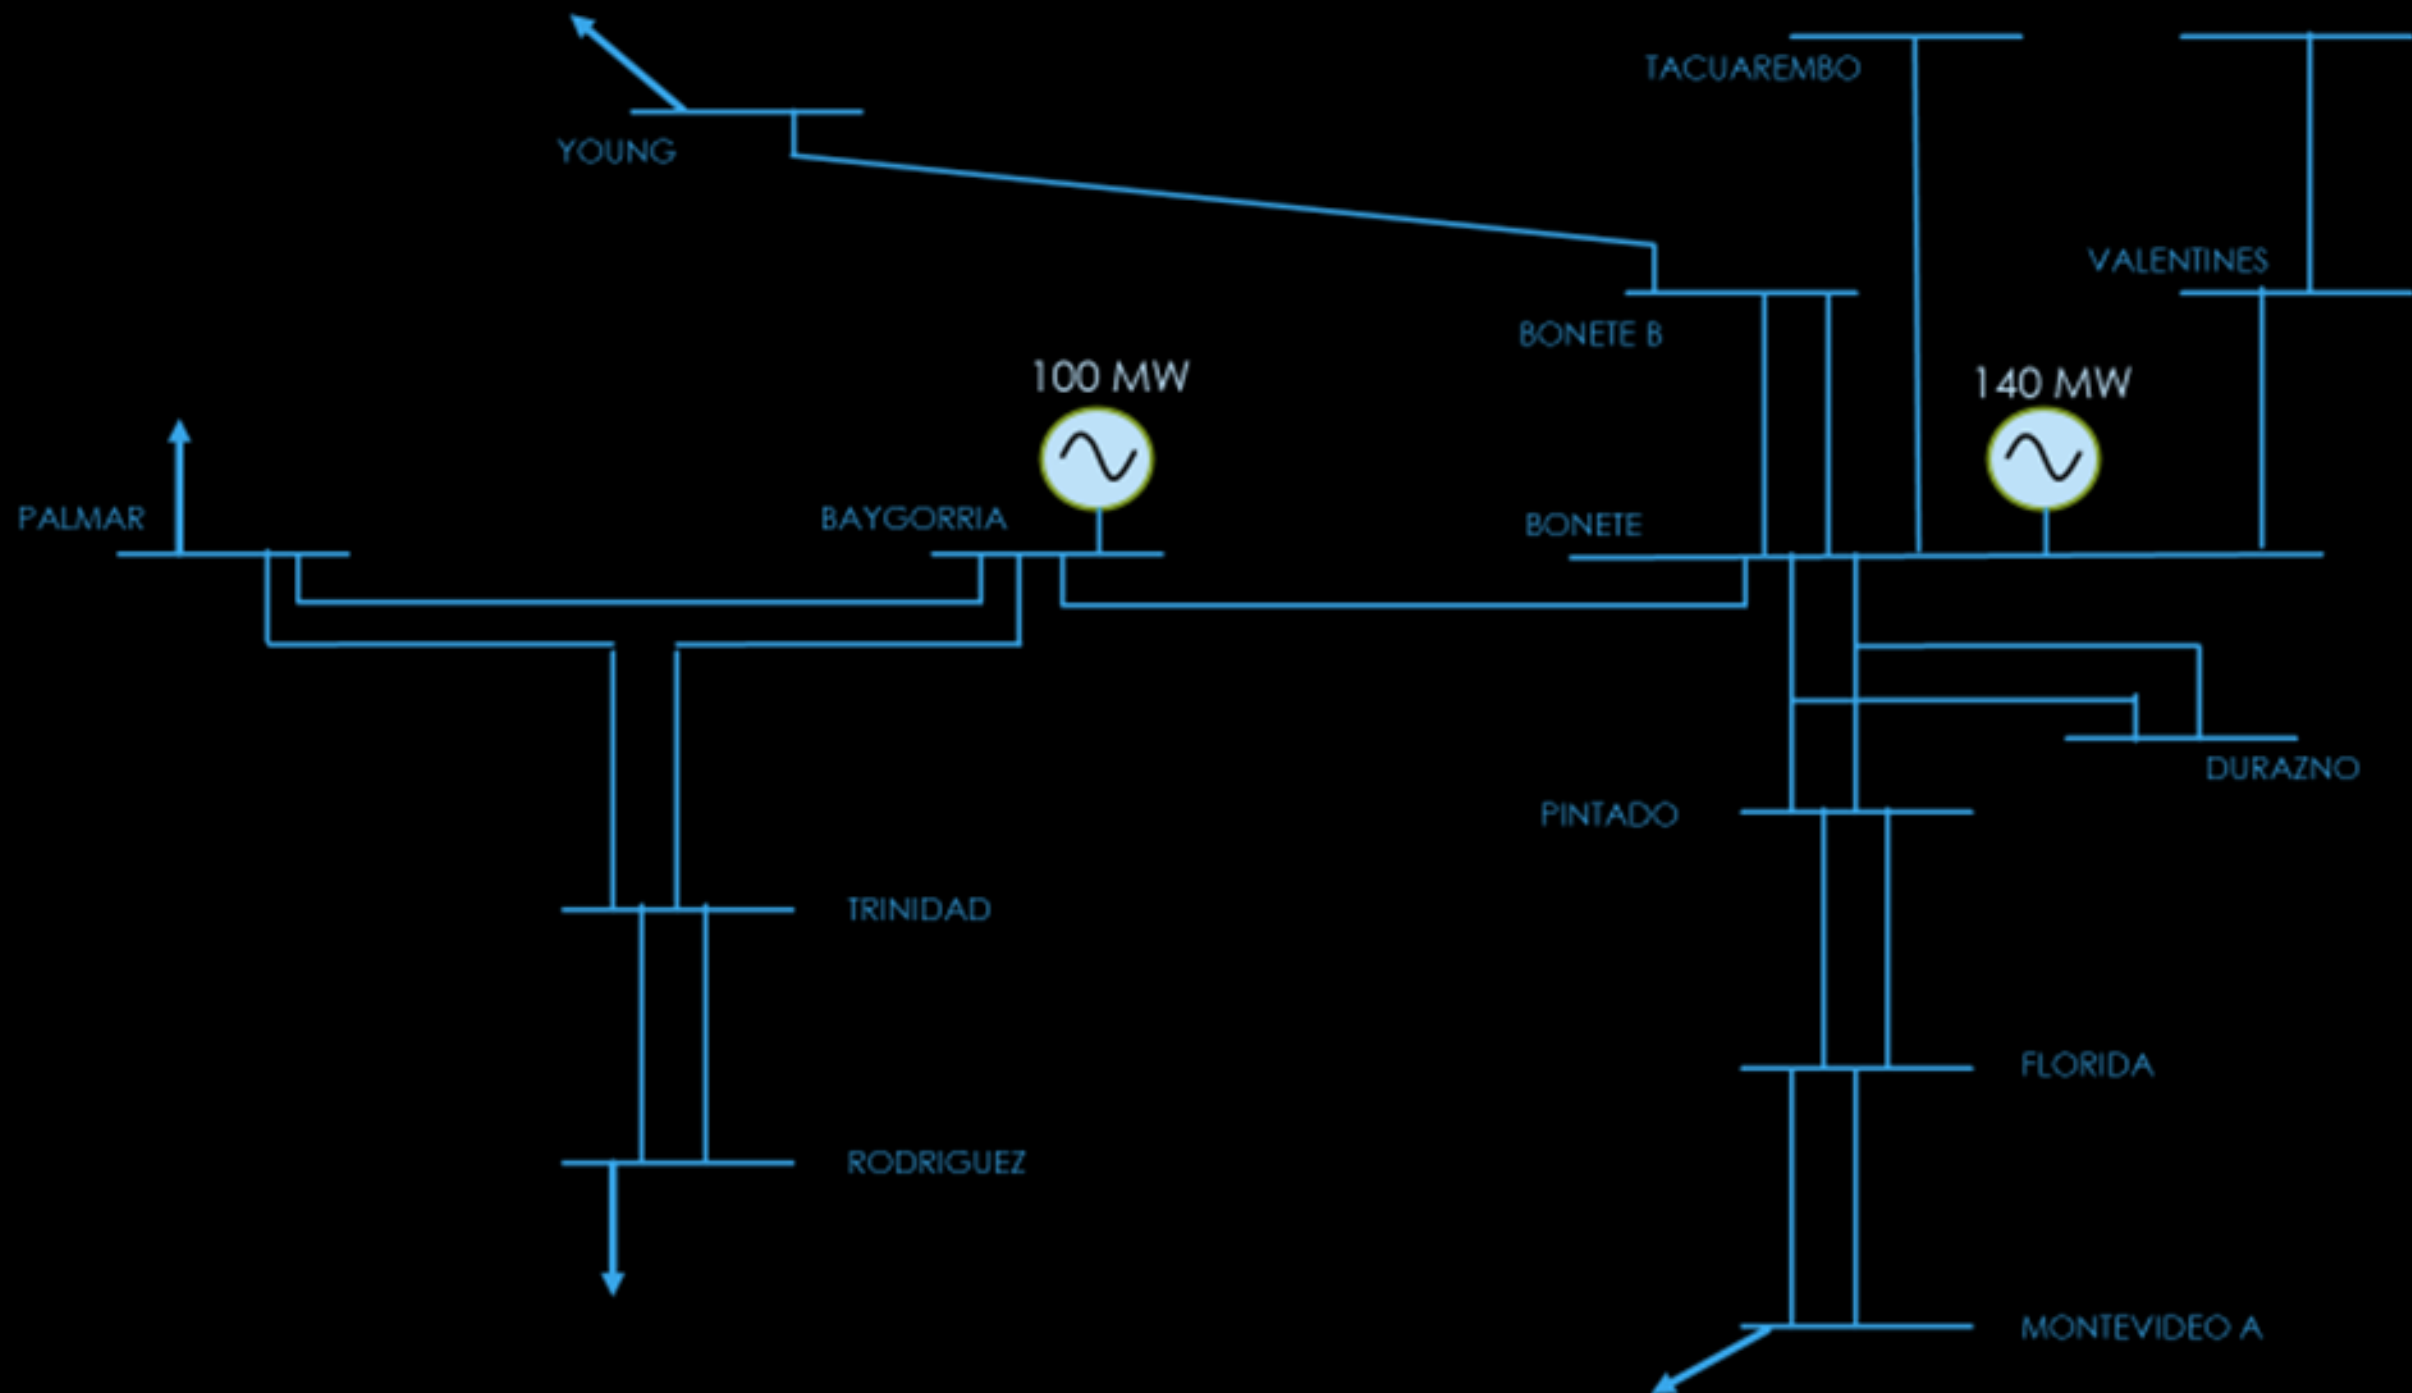 TACUAREMBO
YOUNG
VALENTINES
BONETE B
100 MW
140 MW
PALMAR
BAYGORRIA
BONETE
DURAZNO
PINTADO
TRINIDAD
FLORIDA
RODRIGUEZ
MONTEVIDEO A